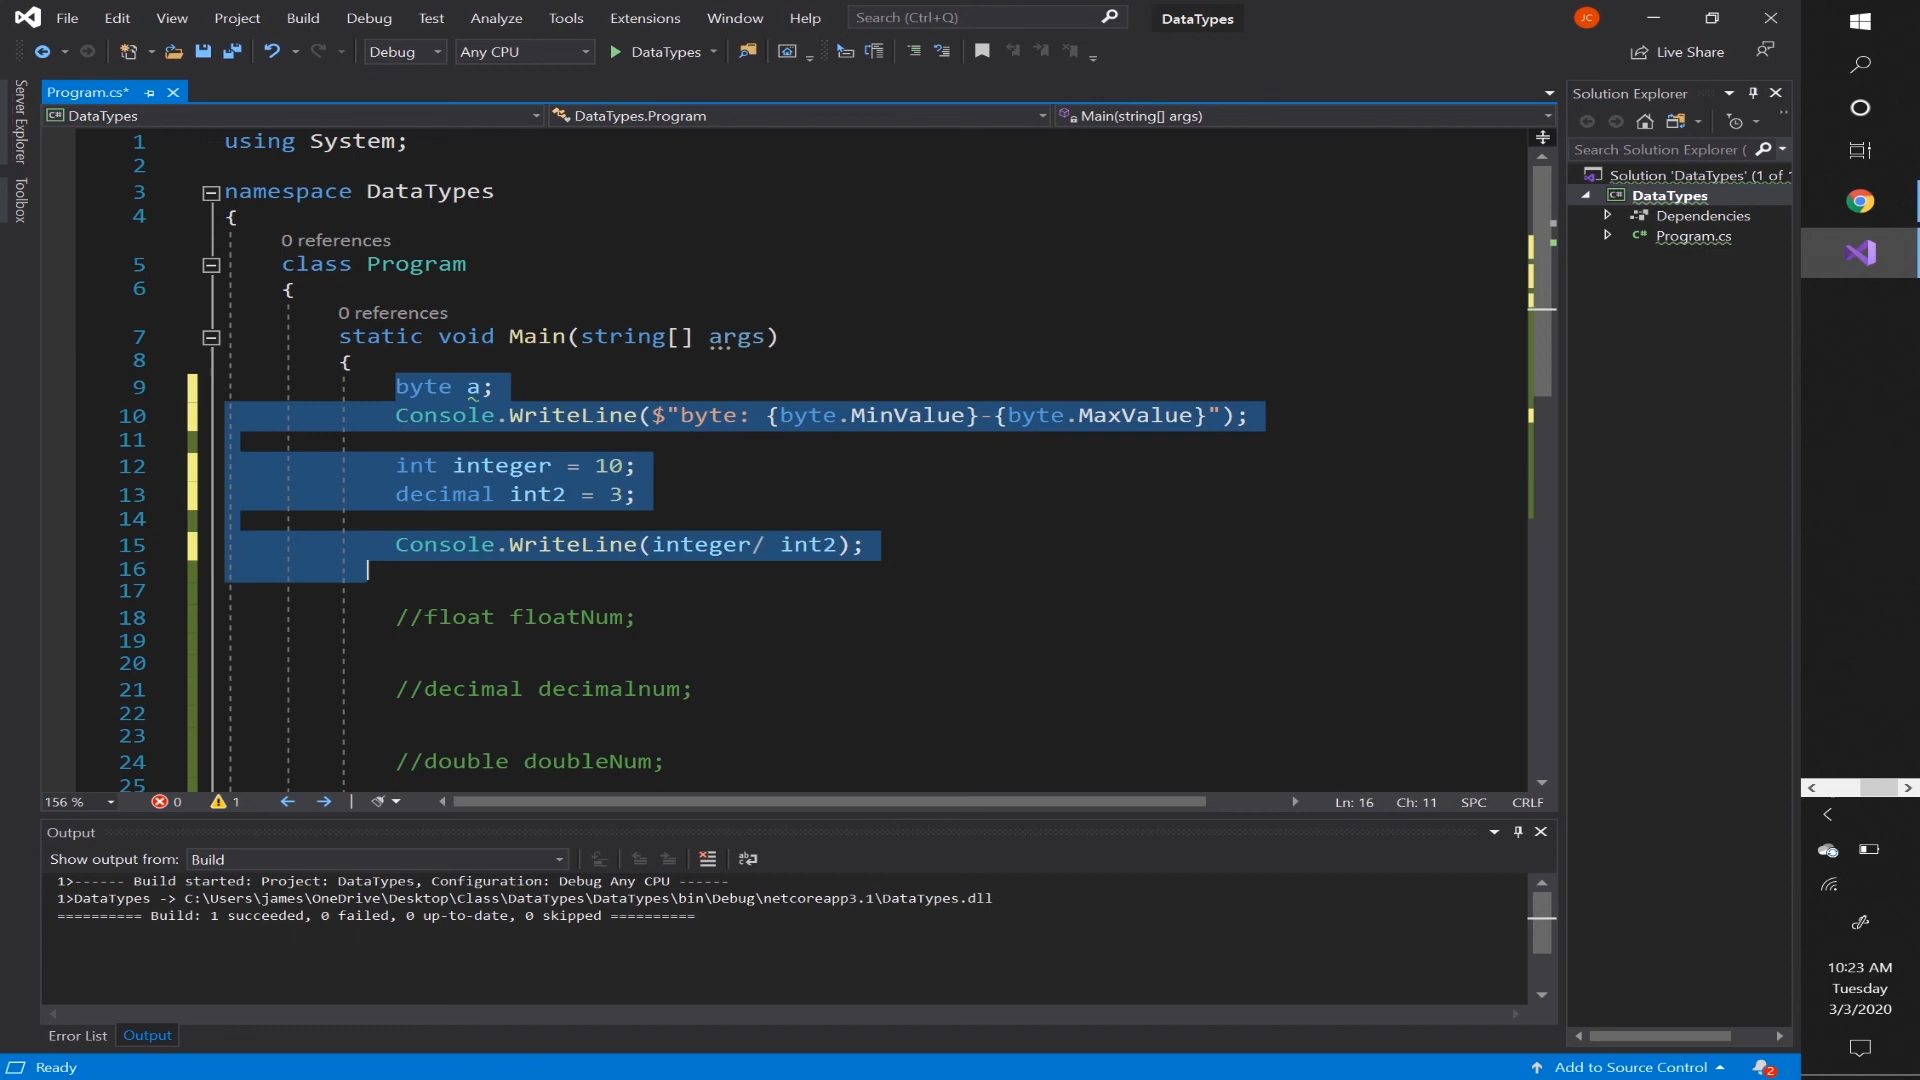 File Edit View Project Build Debug Test Analyze Tools Extensions Window Help Search (Ctrl+Q) DataTypes JC
Debug Any CPU DataTypes Live Share
Server Explorer
Toolbox
Program.cs*
DataTypes DataTypes.Program Main(string[] args)
1 using System;
2
3 namespace DataTypes
4 {
0 references
5 class Program
6 {
0 references
7 static void Main(string[] args)
8 {
9 byte a;
10 Console.WriteLine($"byte: {byte.MinValue}-{byte.MaxValue}");
11
12 int integer = 10;
13 decimal int2 = 3;
14
15 Console.WriteLine(integer/ int2);
16
17
18 //float floatNum;
19
20
21 //decimal decimalnum;
22
23
24 //double doubleNum;
25
156 % 0 1 Ln: 16 Ch: 11 SPC CRLF
Output
Show output from: Build
1>------ Build started: Project: DataTypes, Configuration: Debug Any CPU ------
1>DataTypes -> C:\Users\james\OneDrive\Desktop\Class\DataTypes\DataTypes\bin\Debug\netcoreapp3.1\DataTypes.dll
========== Build: 1 succeeded, 0 failed, 0 up-to-date, 0 skipped ==========
Error List Output
Ready Add to Source Control 2
Solution Explorer
Search Solution Explorer (
Solution 'DataTypes' (1 of
C# DataTypes
Dependencies
C# Program.cs
10:23 AM
Tuesday
3/3/2020